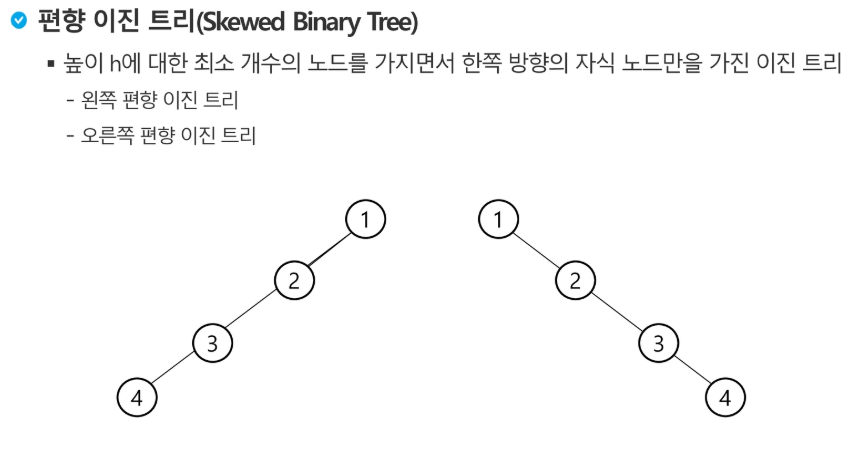 편향 이진 트리(Skewed Binary Tree)
▪ 높이 h에 대한 최소 개수의 노드를 가지면서 한쪽 방향의 자식 노드만을 가진 이진 트리
- 왼쪽 편향 이진 트리
- 오른쪽 편향 이진 트리
1 1
2 2
3 3
4 4